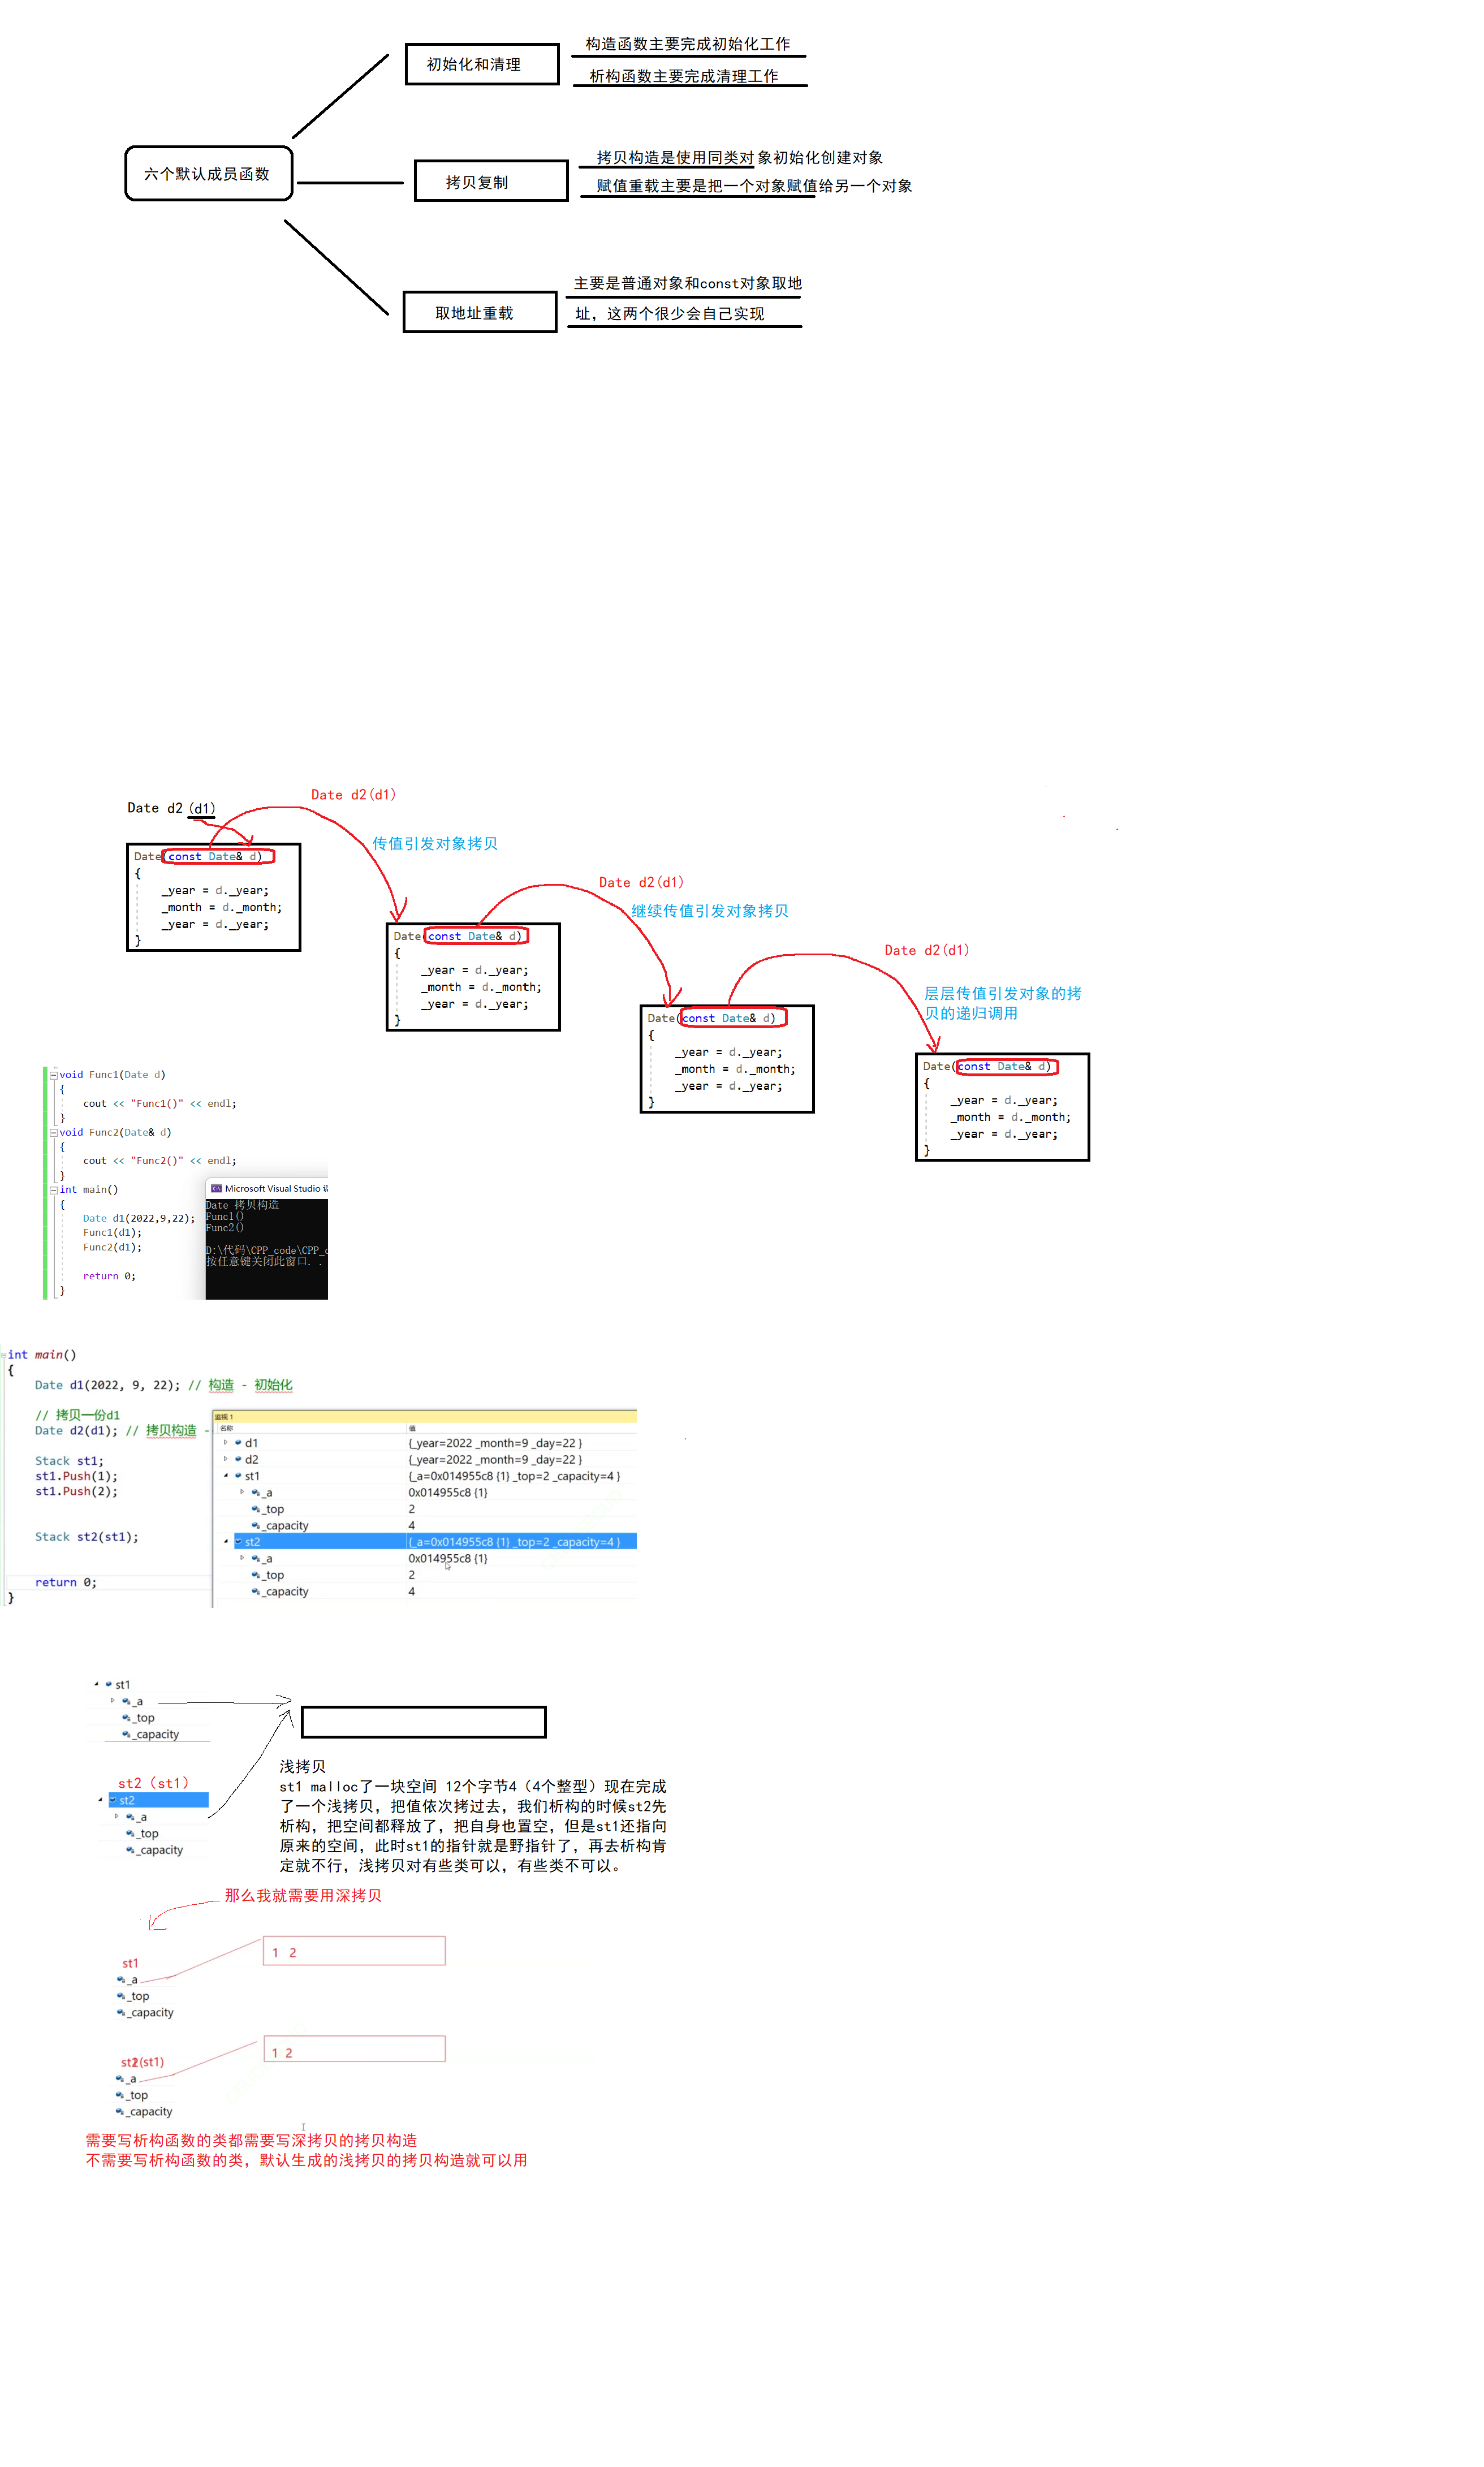 初始化和清理
构造函数主要完成初始化工作
析构函数主要完成清理工作
六个默认成员函数
拷贝复制
拷贝构造是使用同类对象初始化创建对象
赋值重载主要是把一个对象赋值给另一个对象
取地址重载
主要是普通对象和const对象取地
址，这两个很少会自己实现
Date d2(d1)
Date d2(d1)
传值引发对象拷贝
Date(const Date& d)
{
_year = d._year;
_month = d._month;
_year = d._year;
}
Date d2(d1)
继续传值引发对象拷贝
Date(const Date& d)
{
_year = d._year;
_month = d._month;
_year = d._year;
}
Date d2(d1)
层层传值引发对象的拷
贝的递归调用
Date(const Date& d)
{
_year = d._year;
_month = d._month;
_year = d._year;
}
Date(const Date& d)
{
_year = d._year;
_month = d._month;
_year = d._year;
}
void Func1(Date d)
{
cout << "Func1()" << endl;
}
void Func2(Date& d)
{
cout << "Func2()" << endl;
}
int main()
{
Date d1(2022,9,22);
Func1(d1);
Func2(d1);
return 0;
}
Microsoft Visual Studio
Date 拷贝构造
Func1()
Func2()
D:\代码\CPP_code\CPP_c
按任意键关闭此窗口. .
int main()
{
Date d1(2022, 9, 22); // 构造 - 初始化
// 拷贝一份d1
Date d2(d1); // 拷贝构造 -
Stack st1;
st1.Push(1);
st1.Push(2);
Stack st2(st1);
return 0;
}
监视 1
名称 值
d1 {_year=2022 _month=9 _day=22 }
d2 {_year=2022 _month=9 _day=22 }
st1 {_a=0x014955c8 {1} _top=2 _capacity=4 }
_a 0x014955c8 {1}
_top 2
_capacity 4
st2 {_a=0x014955c8 {1} _top=2 _capacity=4 }
_a 0x014955c8 {1}
_top 2
_capacity 4
st1
_a
_top
_capacity
st2（st1）
st2
_a
_top
_capacity
浅拷贝
st1 malloc了一块空间 12个字节4（4个整型）现在完成
了一个浅拷贝，把值依次拷过去，我们析构的时候st2先
析构，把空间都释放了，把自身也置空，但是st1还指向
原来的空间，此时st1的指针就是野指针了，再去析构肯
定就不行，浅拷贝对有些类可以，有些类不可以。
那么我就需要用深拷贝
st1
1 2
_a
_top
_capacity
st2(st1)
1 2
_a
_top
_capacity
需要写析构函数的类都需要写深拷贝的拷贝构造
不需要写析构函数的类，默认生成的浅拷贝的拷贝构造就可以用